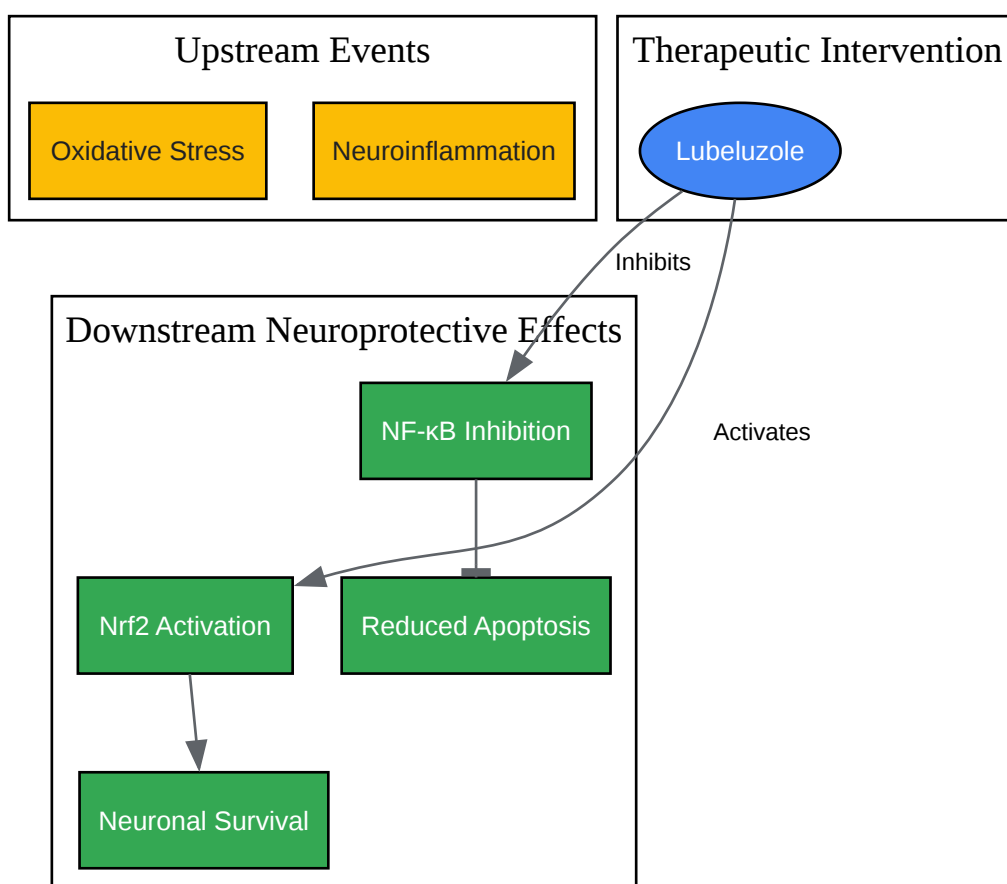 Upstream Events
Therapeutic Intervention
Oxidative Stress
Neuroinflammation
Lubeluzole
Inhibits
Downstream Neuroprotective Effects
NF-κB Inhibition
Activates
Nrf2 Activation
Reduced Apoptosis
Neuronal Survival